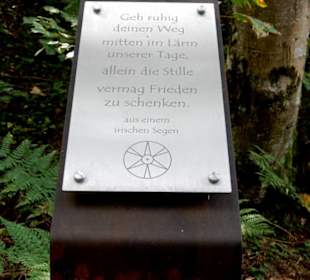 Geh ruhig
deinen Weg
mitten im Lärm
unserer Tage,
allein die Stille
vermag Frieden
zu schenken.
aus einem
irischen Segen